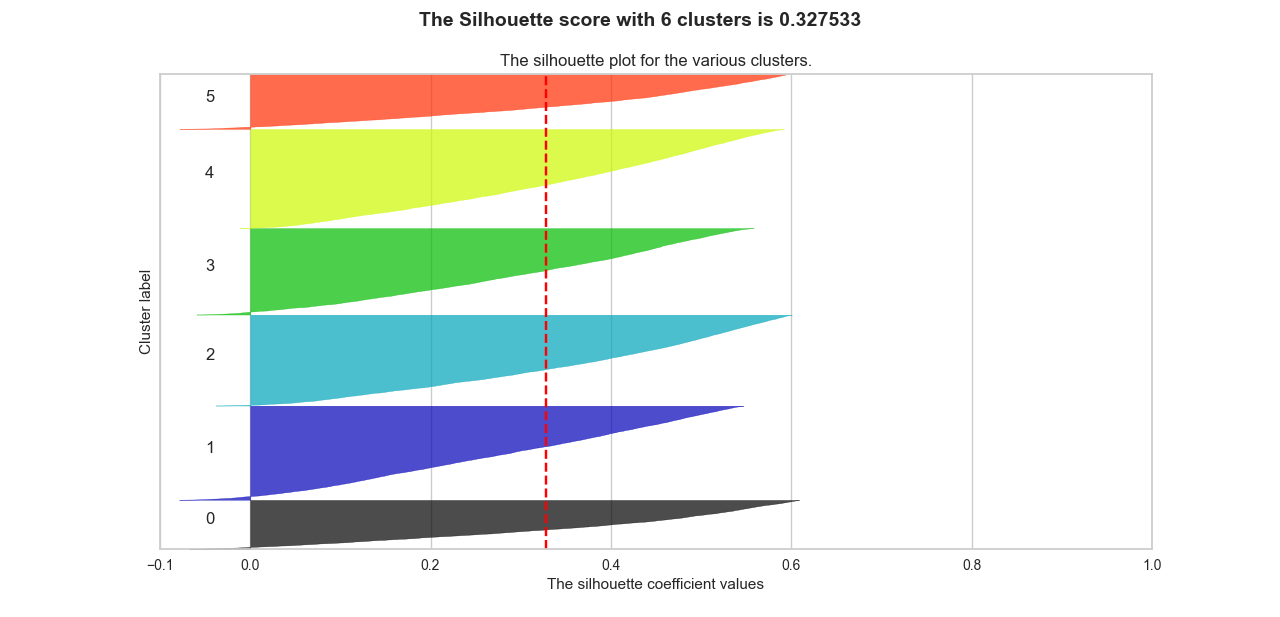 The Silhouette score with 6 clusters is 0.327533
The silhouette plot for the various clusters.
5
4
3
2
1
0
Cluster label
−0.1 0.0 0.2 0.4 0.6 0.8 1.0
The silhouette coefficient values